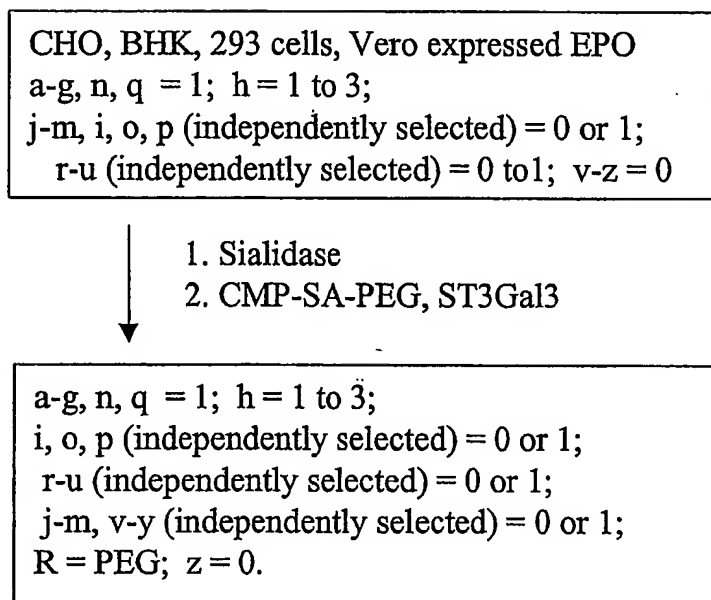 CHO, BHK, 293 cells, Vero expressed EPO
a-g, n, q = 1; h = 1 to 3;
j-m, i, o, p (independently selected) = 0 or 1;
r-u (independently selected) = 0 to1; v-z = 0
1. Sialidase
2. CMP-SA-PEG, ST3Gal3
a-g, n, q = 1; h = 1 to 3;
i, o, p (independently selected) = 0 or 1;
r-u (independently selected) = 0 or 1;
j-m, v-y (independently selected) = 0 or 1;
R = PEG; z = 0.